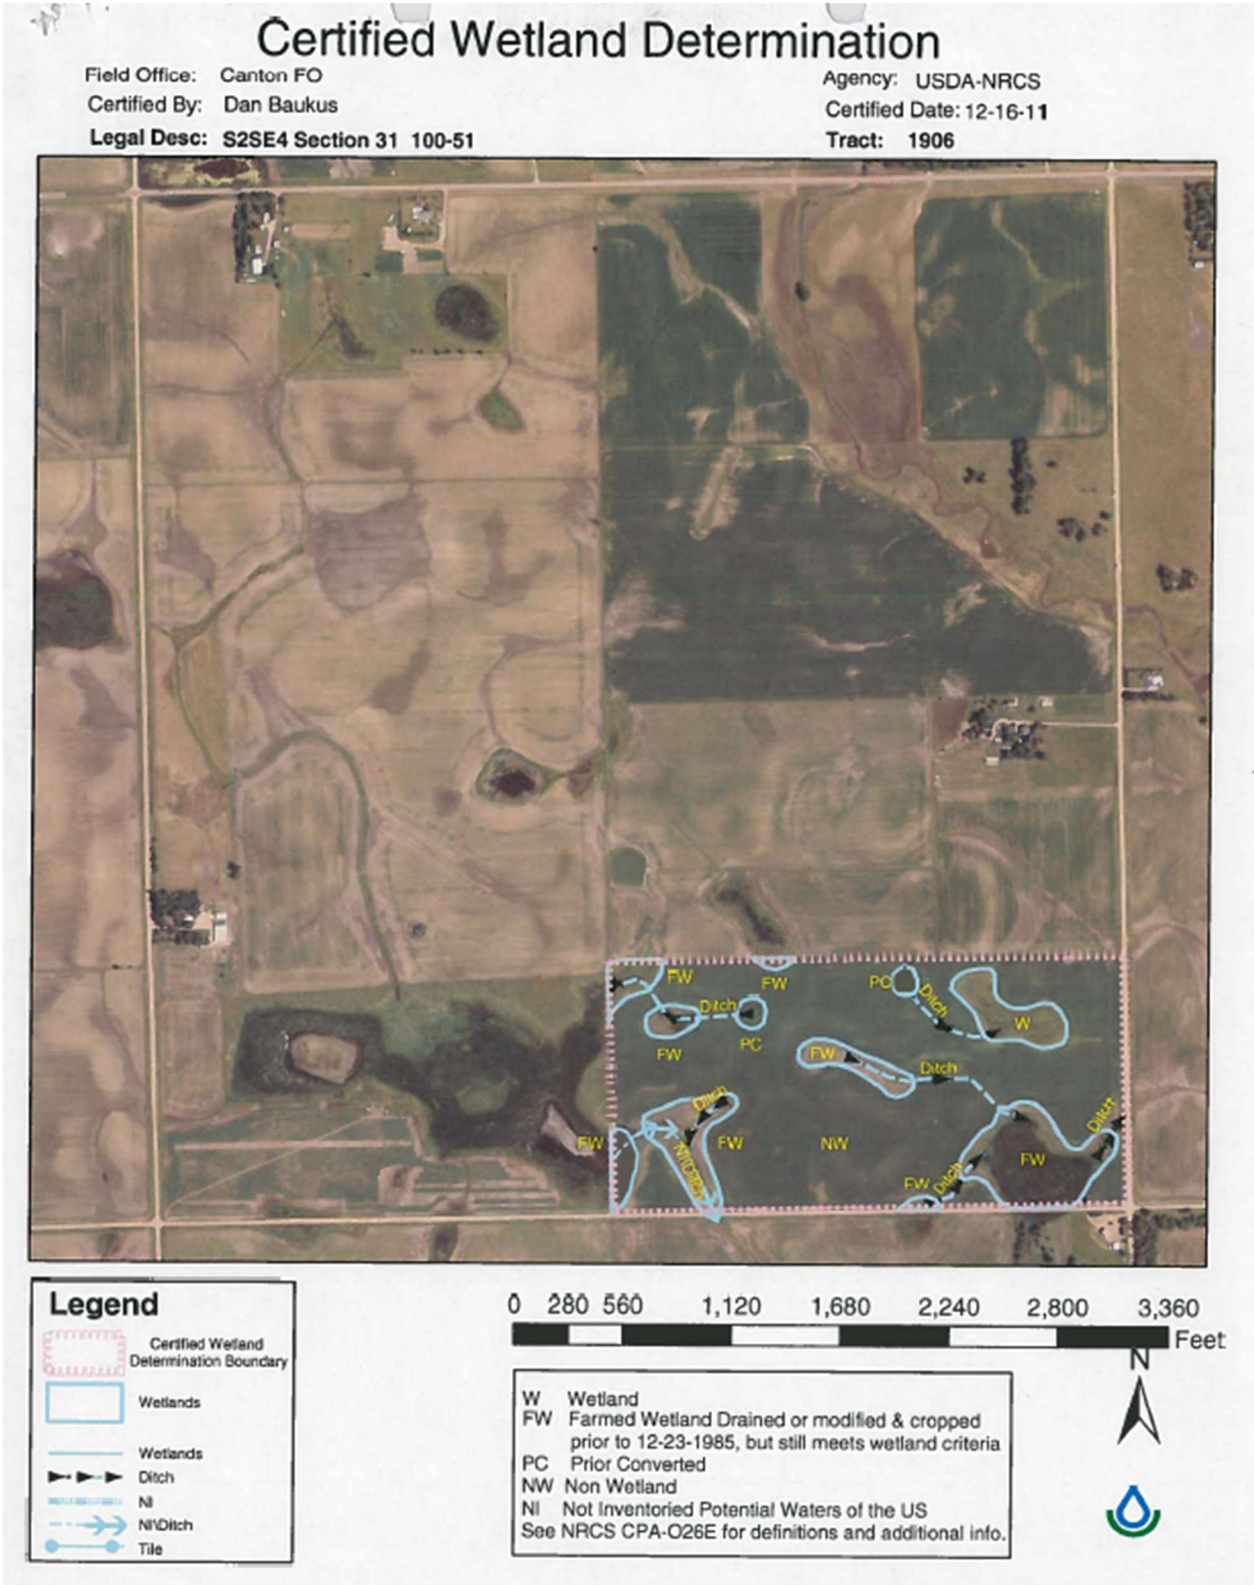 Certified Wetland Determination
Field Office: Canton FO
Agency: USDA-NRCS
Certified By: Dan Baukus
Certified Date: 12-16-11
Legal Desc: S2SE4 Section 31 100-51
Tract: 1906
FW
FW
PC
Ditch
Ditch
W
FW
PC
FW
Ditch
Ditch
Ditch
FW
NI\Ditch
FW
NW
FW
FW
Ditch
Legend
Certified Wetland
Determination Boundary
Wetlands
Wetlands
Ditch
NI
NI\Ditch
Tile
0 280 560 1,120 1,680 2,240 2,800 3,360
Feet
N
W Wetland
FW Farmed Wetland Drained or modified & cropped
prior to 12-23-1985, but still meets wetland criteria
PC Prior Converted
NW Non Wetland
NI Not Inventoried Potential Waters of the US
See NRCS CPA-O26E for definitions and additional info.